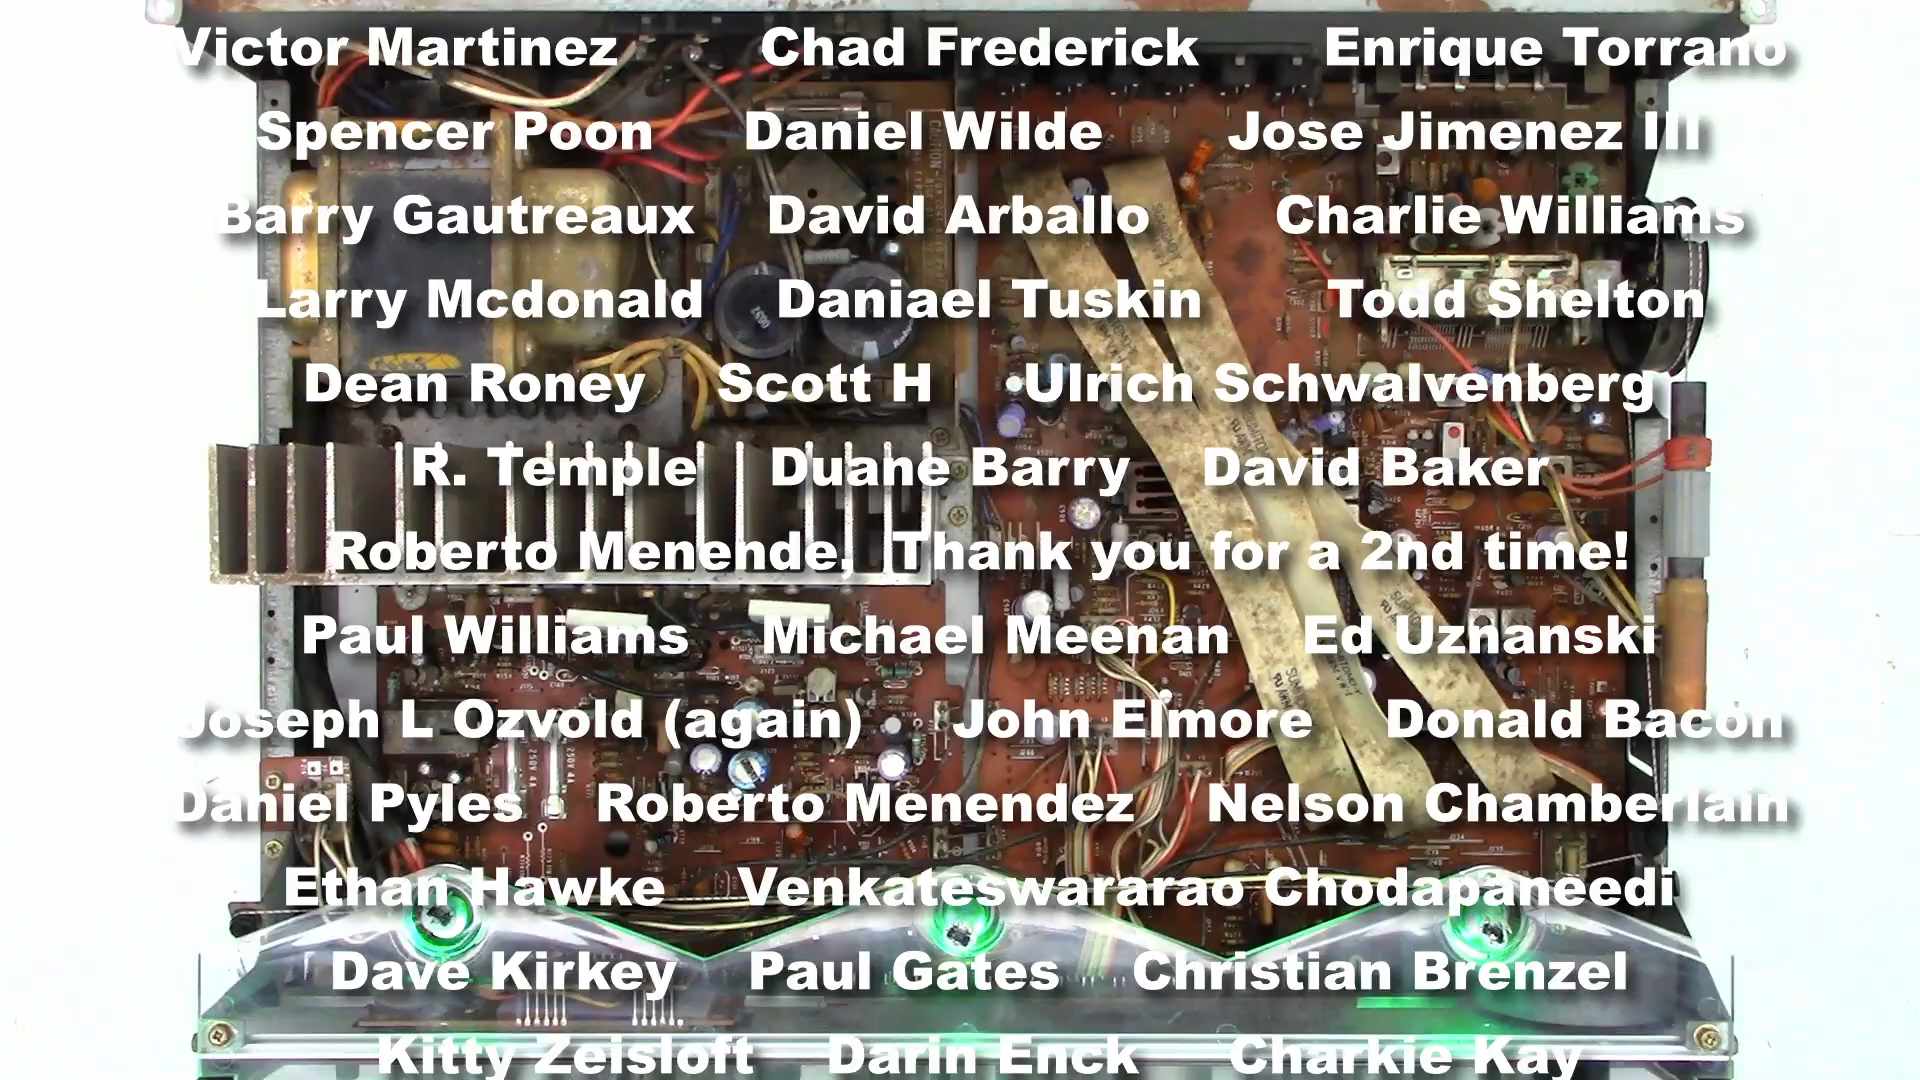 Victor Martinez Chad Frederick Enrique Torrano
Spencer Poon Daniel Wilde Jose Jimenez III
Barry Gautreaux David Arballo Charlie Williams
Larry Mcdonald Daniael Tuskin Todd Shelton
Dean Roney Scott H Ulrich Schwalvenberg
R. Temple Duane Barry David Baker
Roberto Menende, Thank you for a 2nd time!
Paul Williams Michael Meenan Ed Uznanski
Joseph L Ozvold (again) John Elmore Donald Bacon
Daniel Pyles Roberto Menendez Nelson Chamberlain
Ethan Hawke Venkateswararao Chodapaneedi
Dave Kirkey Paul Gates Christian Brenzel
Kitty Zeisloft Darin Enck Charkie Kay